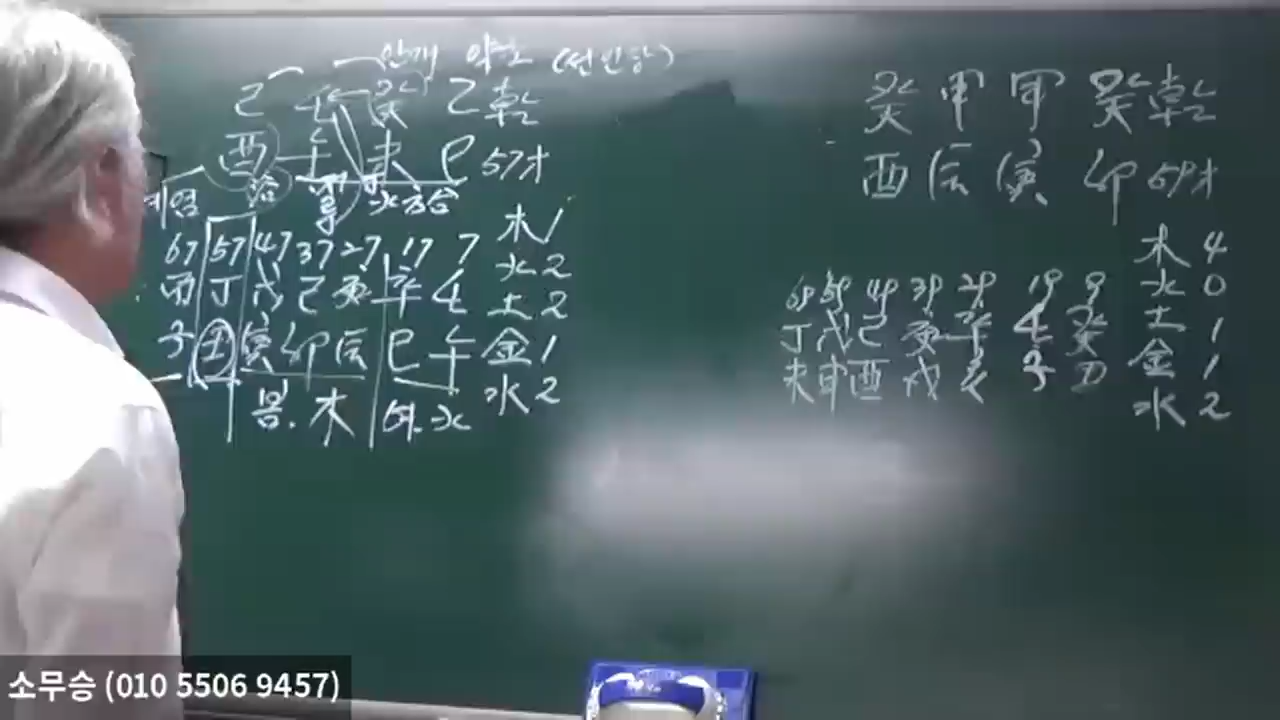 己 壬 癸 乙 乾
酉 午 未 巳 57才
67 57 47 37 27 17 7
丙 丁 戊 己 庚 辛 壬
子 丑 寅 卯 辰 巳 午
봄. 木
木 1
火 2
土 2
金 1
水 2
癸 甲 甲 癸 乾
酉 辰 寅 卯 59才
69 59 49 39 29 19 9
丁 戊 己 庚 辛 壬 癸
未 申 酉 戌 亥 子 丑
木 4
火 0
土 1
金 1
水 2
소무승 (010 5506 9457)